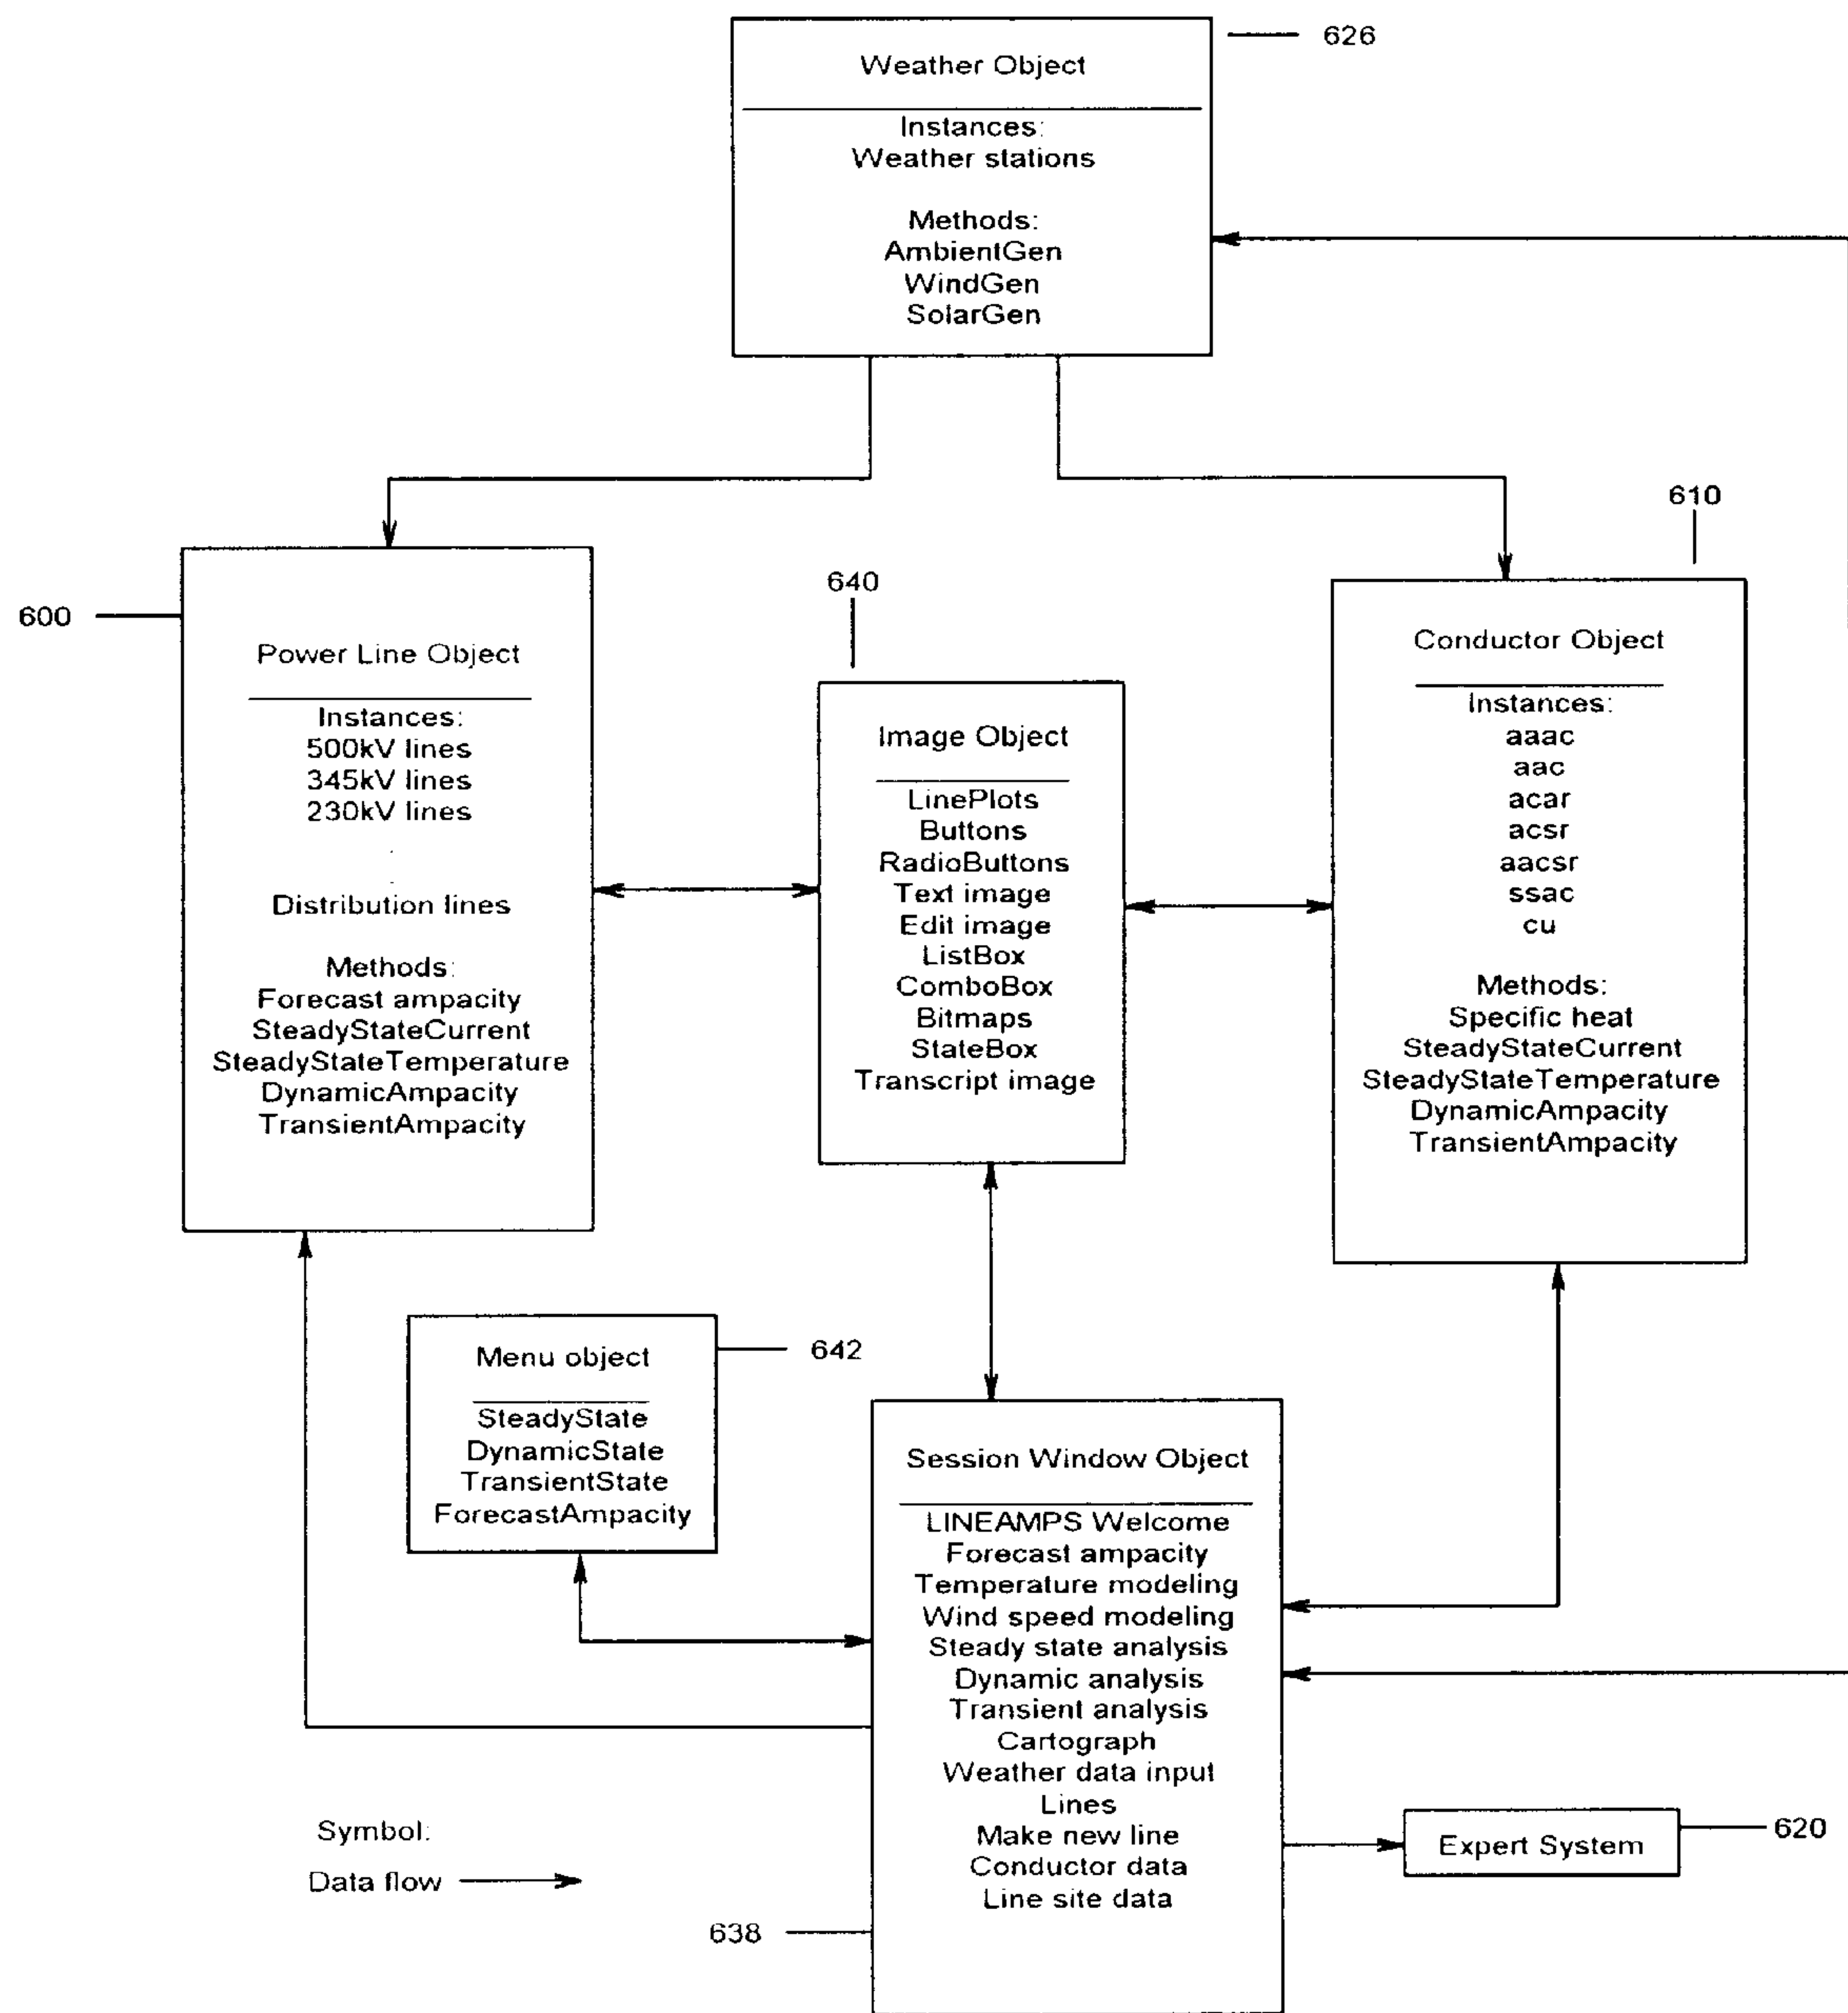 626
Weather Object
Instances:
Weather stations
Methods:
AmbientGen
WindGen
SolarGen
600
Power Line Object
Instances:
500kV lines
345kV lines
230kV lines
.
.
Distribution lines
Methods:
Forecast ampacity
SteadyStateCurrent
SteadyStateTemperature
DynamicAmpacity
TransientAmpacity
640
Image Object
LinePlots
Buttons
RadioButtons
Text image
Edit image
ListBox
ComboBox
Bitmaps
StateBox
Transcript image
610
Conductor Object
Instances:
aaac
aac
acar
acsr
aacsr
ssac
cu
Methods:
Specific heat
SteadyStateCurrent
SteadyStateTemperature
DynamicAmpacity
TransientAmpacity
642
Menu object
SteadyState
DynamicState
TransientState
ForecastAmpacity
Session Window Object
LINEAMPS Welcome
Forecast ampacity
Temperature modeling
Wind speed modeling
Steady state analysis
Dynamic analysis
Transient analysis
Cartograph
Weather data input
Lines
Make new line
Conductor data
Line site data
638
Expert System
620
Symbol:
Data flow